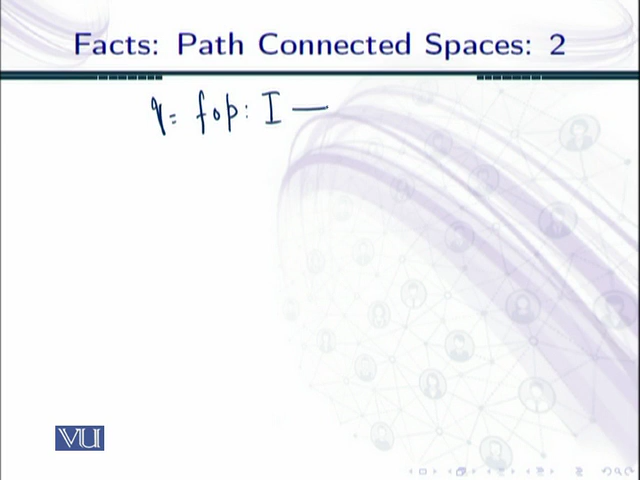 Facts: Path Connected Spaces: 2
q = f o p : I —
VU